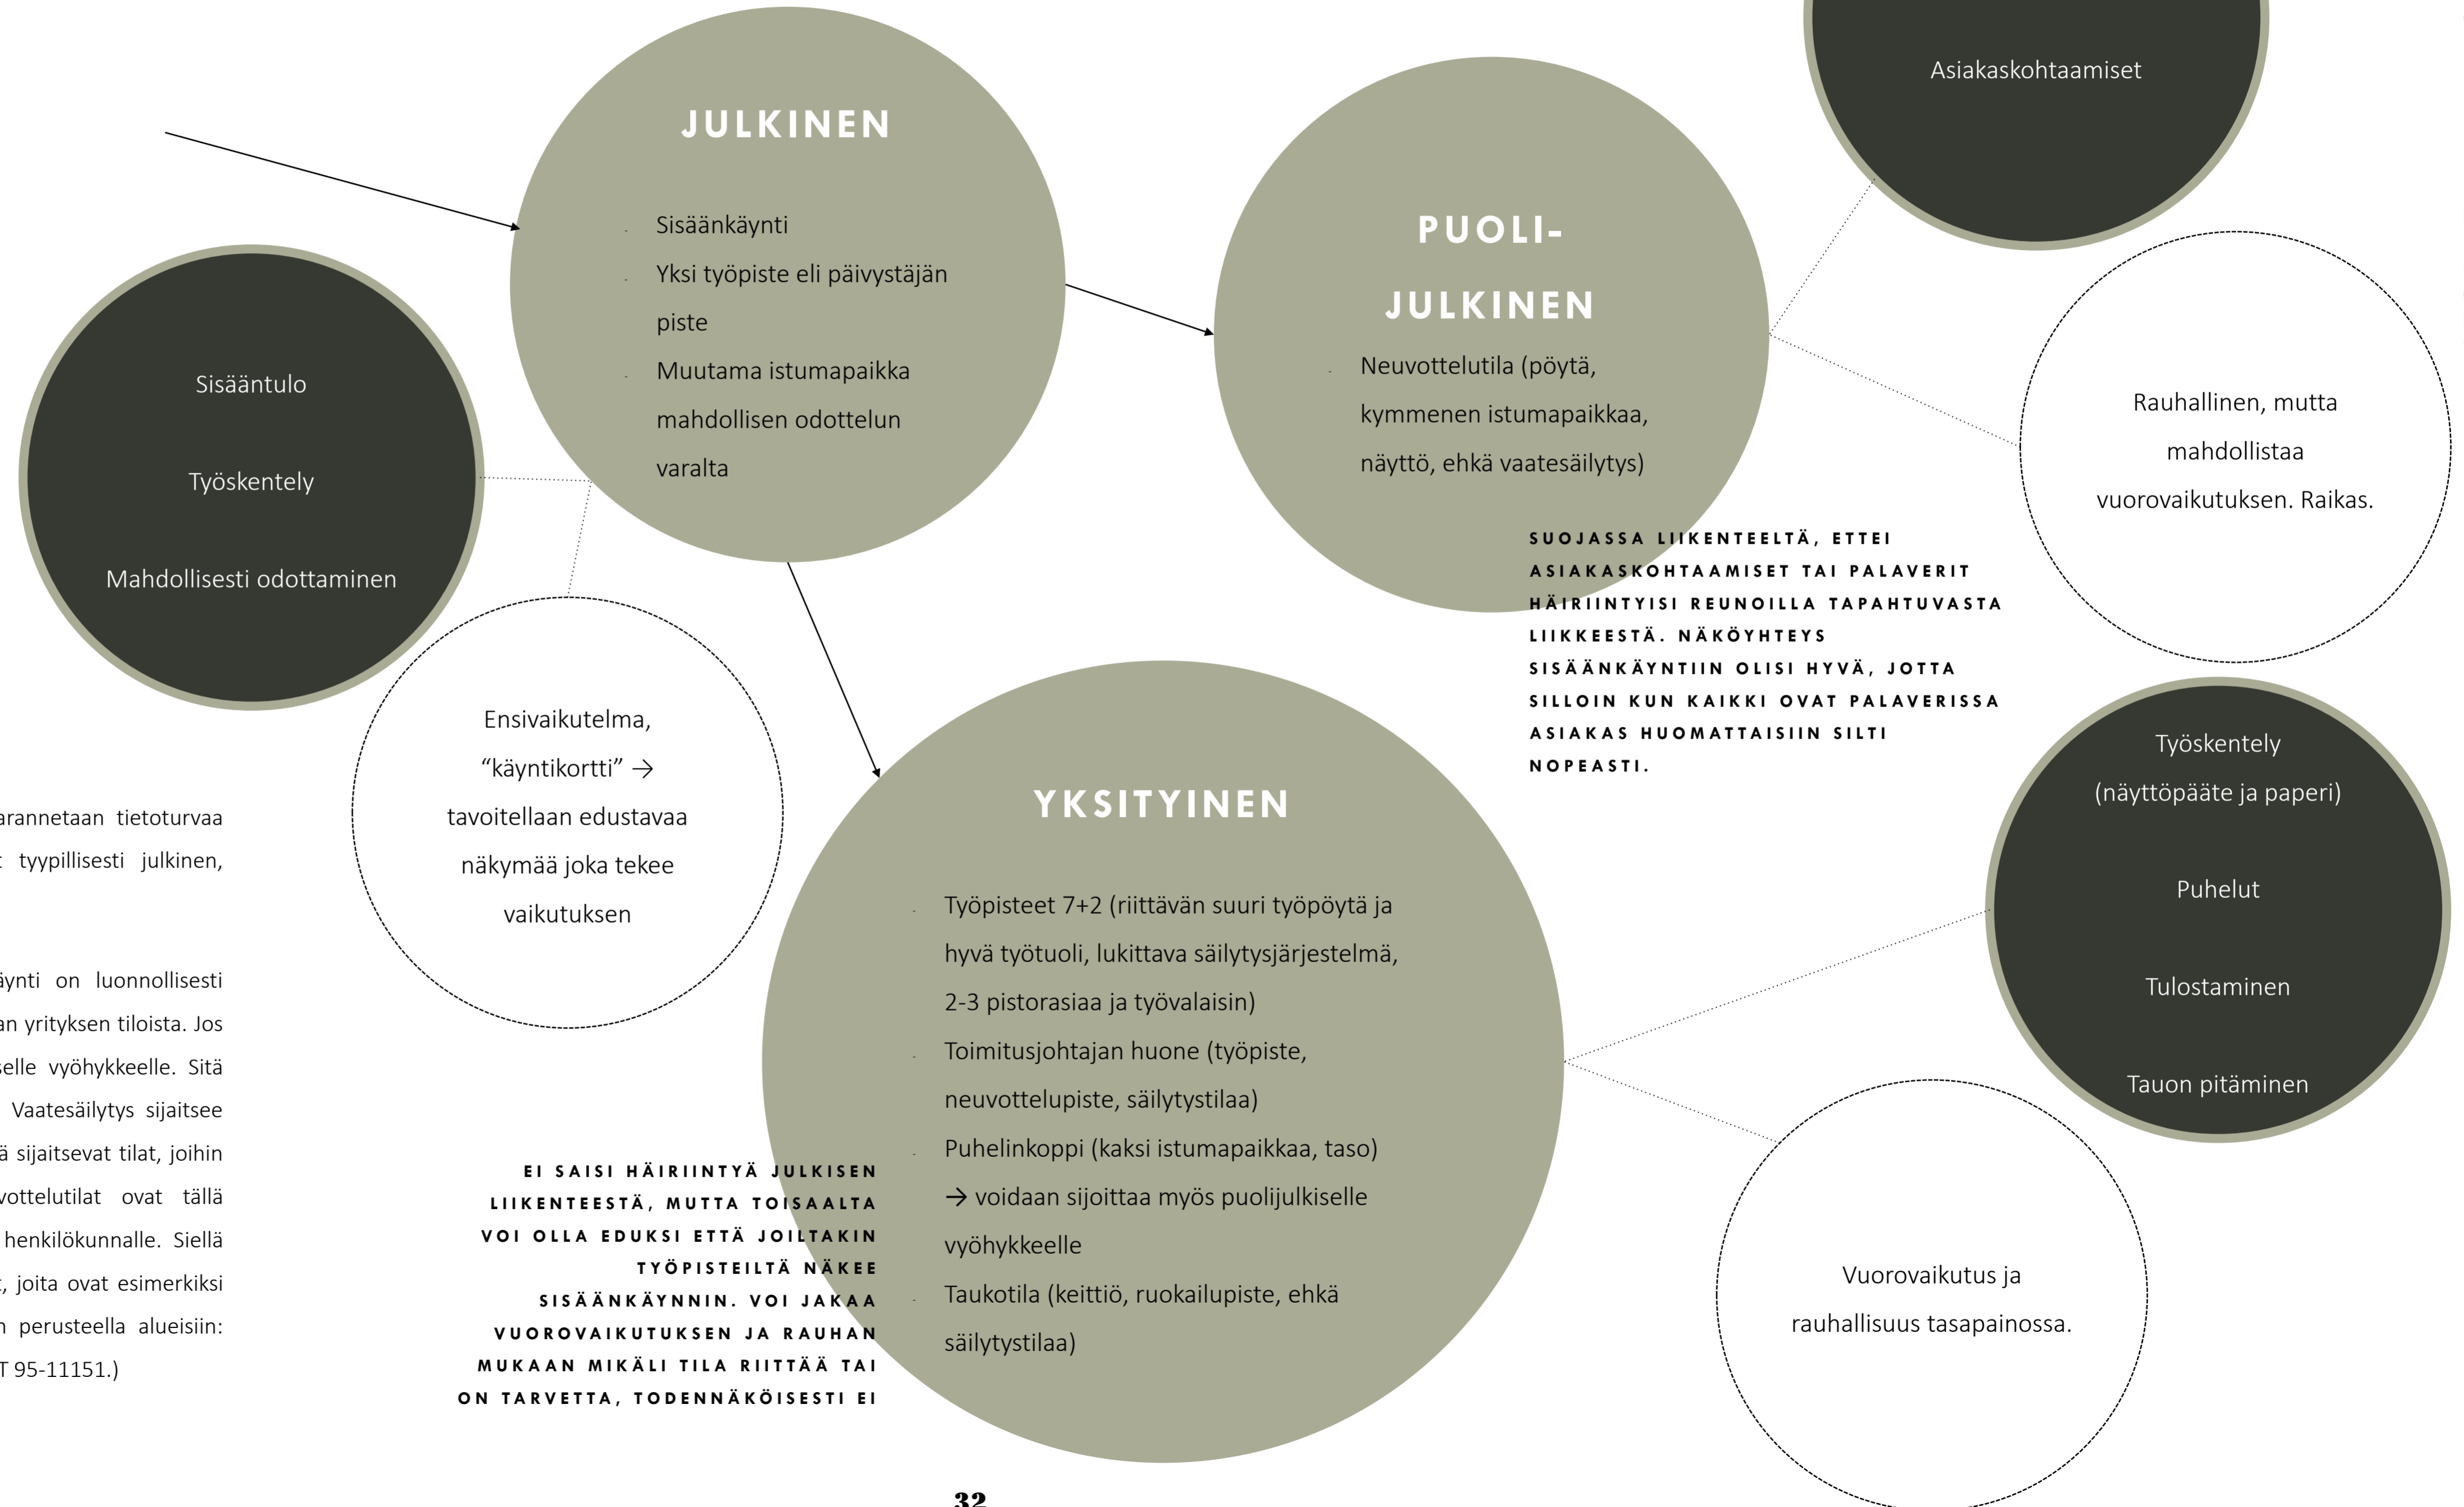 JULKINEN
- Sisäänkäynti
- Yksi työpiste eli päivystäjän
piste
- Muutama istumapaikka
mahdollisen odottelun
varalta
PUOLI-
JULKINEN
- Neuvottelutila (pöytä,
kymmenen istumapaikkaa,
näyttö, ehkä vaatesäilytys)
Asiakaskohtaamiset
Rauhallinen, mutta
mahdollistaa
vuorovaikutuksen. Raikas.
SUOJASSA LIIKENTEELTÄ, ETTEI
ASIAKASKOHTAAMISET TAI PALAVERIT
HÄIRIINTYISI REUNOILLA TAPAHTUVASTA
LIIKKEESTÄ. NÄKÖYHTEYS
SISÄÄNKÄYNTIIN OLISI HYVÄ, JOTTA
SILLOIN KUN KAIKKI OVAT PALAVERISSA
ASIAKAS HUOMATTAISIIN SILTI
NOPEASTI.
Sisääntulo
Työskentely
Mahdollisesti odottaminen
Ensivaikutelma,
“käyntikortti” →
tavoitellaan edustavaa
näkymää joka tekee
vaikutuksen
arannetaan tietoturvaa
tyypillisesti julkinen,
äynti on luonnollisesti
an yrityksen tiloista. Jos
selle vyöhykkeelle. Sitä
Vaatesäilytys sijaitsee
ä sijaitsevat tilat, joihin
vottelutilat ovat tällä
henkilökunnalle. Siellä
, joita ovat esimerkiksi
n perusteella alueisiin:
T 95-11151.)
YKSITYINEN
- Työpisteet 7+2 (riittävän suuri työpöytä ja
hyvä työtuoli, lukittava säilytysjärjestelmä,
2-3 pistorasiaa ja työvalaisin)
- Toimitusjohtajan huone (työpiste,
neuvottelupiste, säilytystilaa)
- Puhelinkoppi (kaksi istumapaikkaa, taso)
→ voidaan sijoittaa myös puolijulkiselle
vyöhykkeelle
- Taukotila (keittiö, ruokailupiste, ehkä
säilytystilaa)
EI SAISI HÄIRIINTYÄ JULKISEN
LIIKENTEESTÄ, MUTTA TOISAALTA
VOI OLLA EDUKSI ETTÄ JOILTAKIN
TYÖPISTEILTÄ NÄKEE
SISÄÄNKÄYNNIN. VOI JAKAA
VUOROVAIKUTUKSEN JA RAUHAN
MUKAAN MIKÄLI TILA RIITTÄÄ TAI
ON TARVETTA, TODENNÄKÖISESTI EI
Työskentely
(näyttöpääte ja paperi)
Puhelut
Tulostaminen
Tauon pitäminen
Vuorovaikutus ja
rauhallisuus tasapainossa.
32